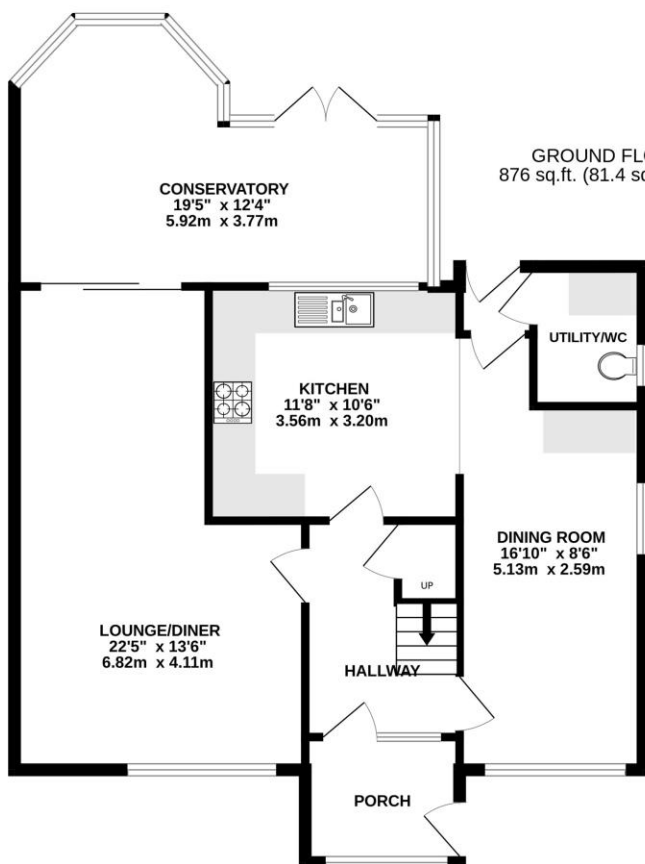 CONSERVATORY
19'5" x 12'4"
5.92m x 3.77m
GROUND FLO
876 sq.ft. (81.4 sq
UTILITY/WC
KITCHEN
11'8" x 10'6"
3.56m x 3.20m
DINING ROOM
16'10" x 8'6"
5.13m x 2.59m
UP
LOUNGE/DINER
22'5" x 13'6"
6.82m x 4.11m
HALLWAY
PORCH